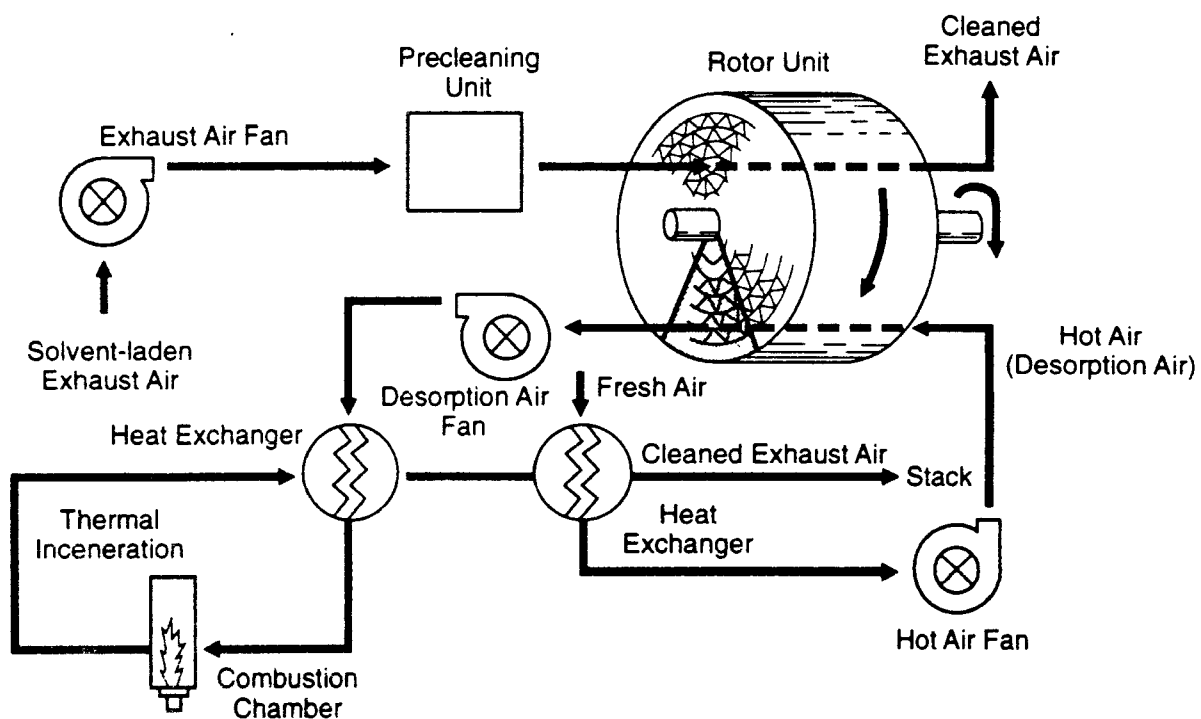 Cleaned
Exhaust Air
Precleaning
Unit
Rotor Unit
Exhaust Air Fan
Solvent-laden
Exhaust Air
Hot Air
(Desorption Air)
Desorption Air
Fan
Fresh Air
Heat Exchanger
Cleaned Exhaust Air
Stack
Heat
Exchanger
Thermal
Inceneration
Hot Air Fan
Combustion
Chamber